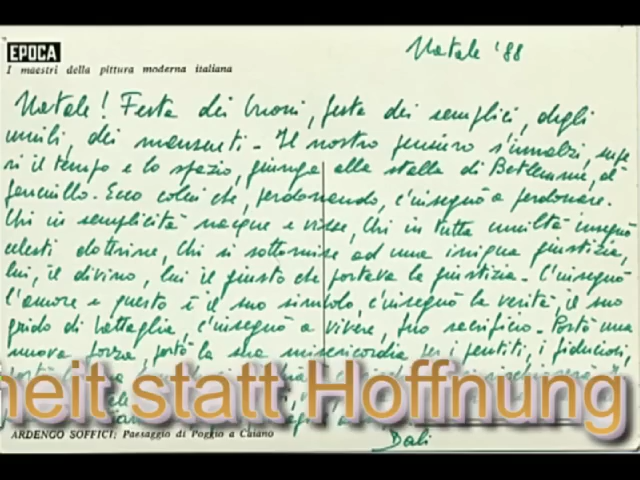 EPOCA
I maestri della pittura moderna italiana
Natale '88
Natale! Festa dei buoni, festa dei semplici, degli
umili, dei mansueti - Il nostro pensiero s'innalzi, supe
ri il tempo e lo spazio, giunga alla stalla di Betlemme, al
fanciullo. Ecco colui che, perdonando, c'insegnò a perdonare.
Chi in semplicità nacque e visse, Chi in tutta umiltà insegnò
celesti dottrine, Chi si sottomise ad una iniqua giustizia,
lui, il divino, lui il giusto che portava la giustizia. C'insegnò
l'amore e questo è il suo simbolo, c'insegnò la verità, il suo
grido di battaglia, c'insegnò a vivere, suo sacrificio. Portò una
nuova forza, portò la sua misericordia per i pentiti, i fiduciosi,
heit statt Hoffnung
ARDENGO SOFFICI: Paesaggio di Poggio a Caiano